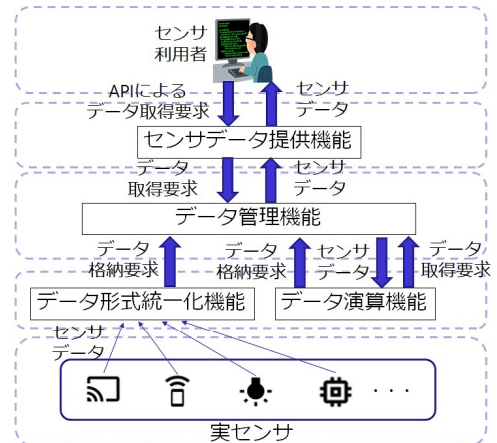 センサ
利用者
APIによる
データ取得要求
センサ
データ
センサデータ提供機能
データ
取得要求
センサ
データ
データ管理機能
データ
格納要求
データ
格納要求
センサ
データ
データ
取得要求
データ形式統一化機能
データ演算機能
センサ
データ
・・・
実センサ